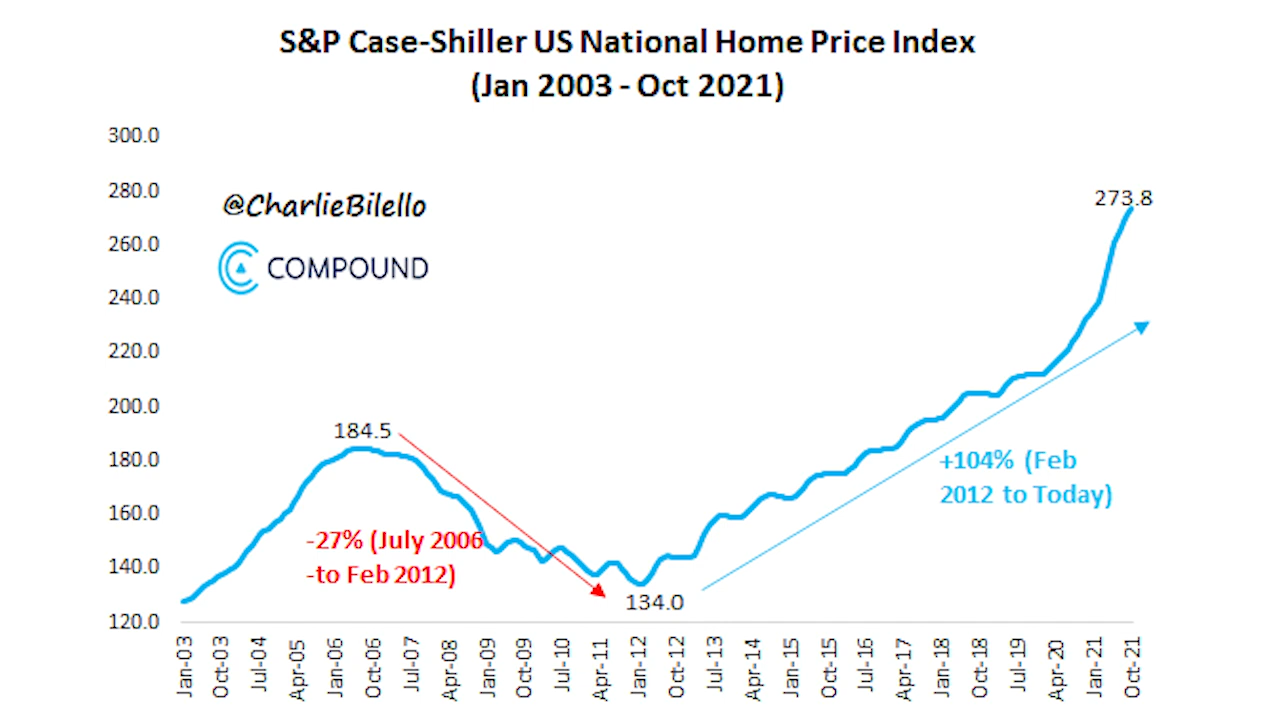 S&P Case-Shiller US National Home Price Index
(Jan 2003 - Oct 2021)
300.0
280.0
260.0
240.0
220.0
200.0
180.0
160.0
140.0
120.0
@CharlieBilello
COMPOUND
273.8
184.5
+104% (Feb
2012 to Today)
-27% (July 2006
-to Feb 2012)
134.0
Jan-03
Oct-03
Jul-04
Apr-05
Jan-06
Oct-06
Jul-07
Apr-08
Jan-09
Oct-09
Jul-10
Apr-11
Jan-12
Oct-12
Jul-13
Apr-14
Jan-15
Oct-15
Jul-16
Apr-17
Jan-18
Oct-18
Jul-19
Apr-20
Jan-21
Oct-21